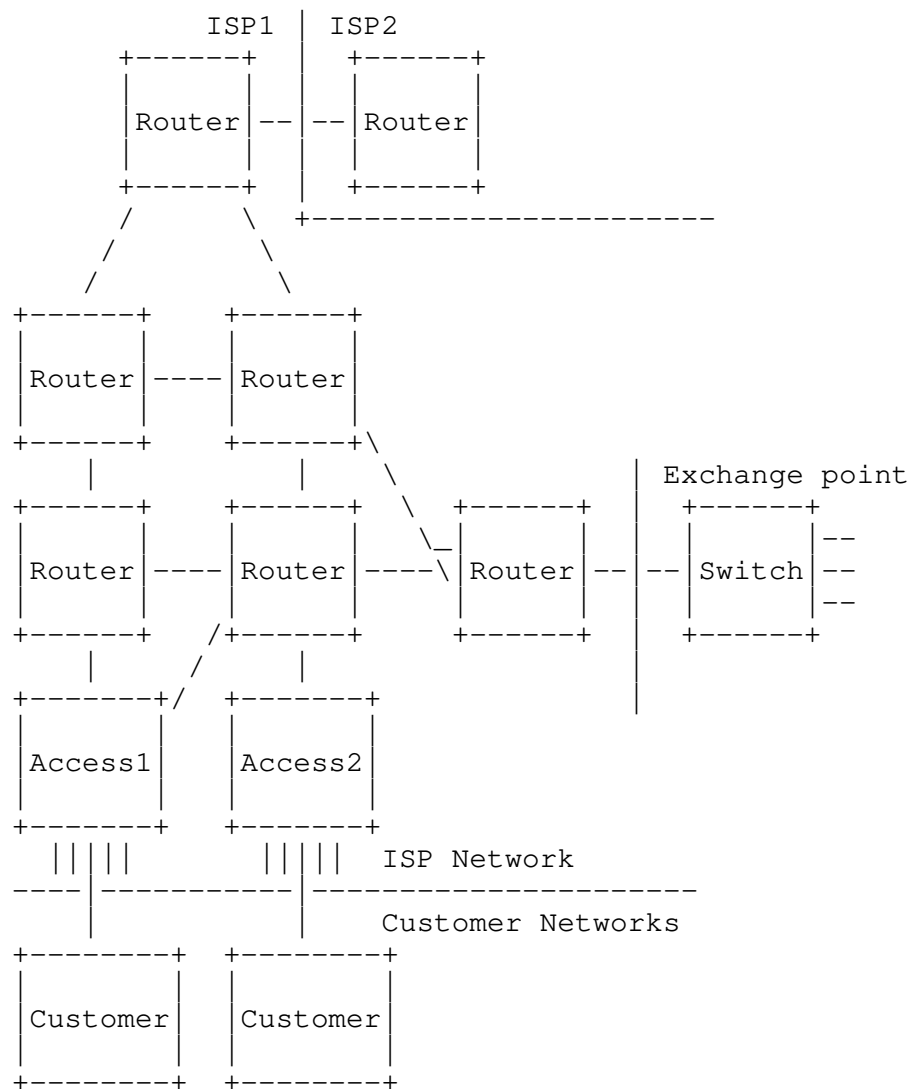 ISP1 ISP2
Router Router
Router Router
Exchange point
Router Router Router Switch
Access1 Access2
ISP Network
Customer Networks
Customer Customer